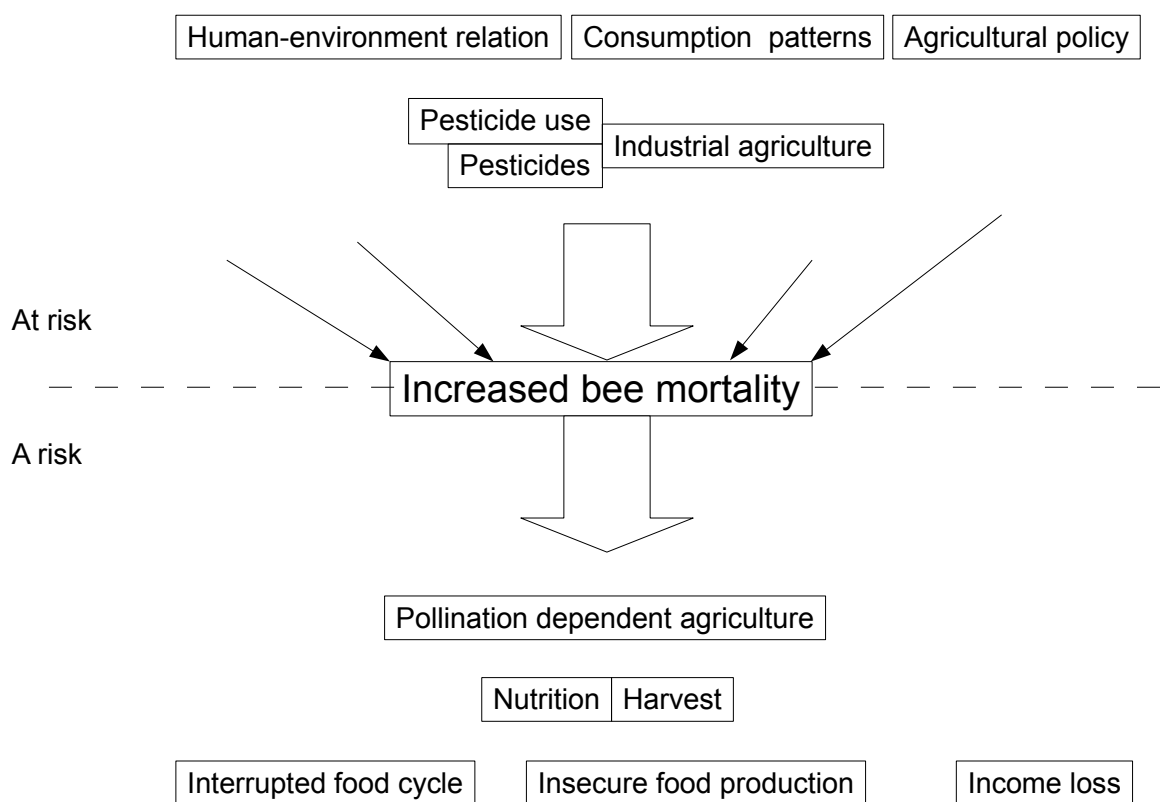 Human-environment relation
Consumption patterns
Agricultural policy
Pesticide use
Industrial agriculture
Pesticides
At risk
Increased bee mortality
A risk
Pollination dependent agriculture
Nutrition
Harvest
Interrupted food cycle
Insecure food production
Income loss